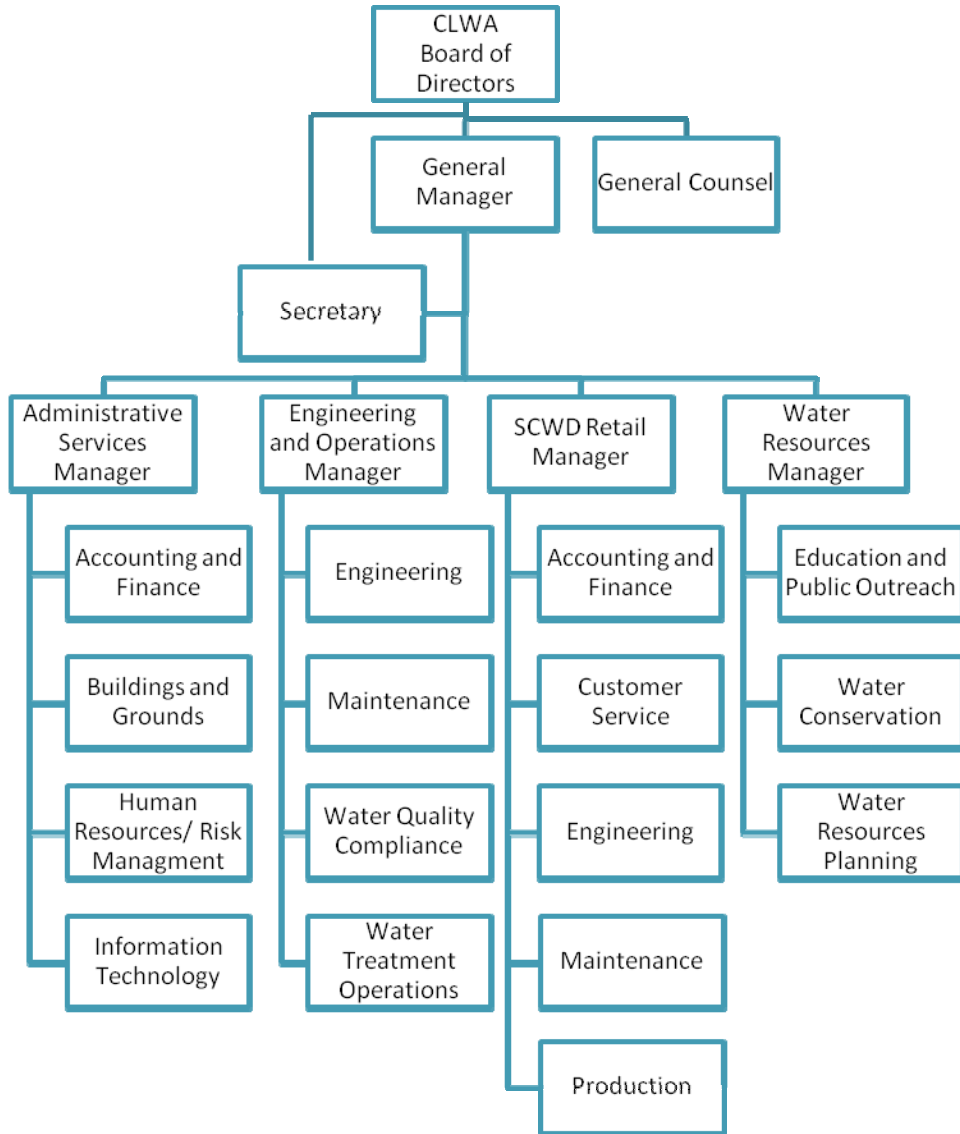 CLWA
Board of
Directors
General
Manager
General Counsel
Secretary
Administrative
Services
Manager
Engineering
and Operations
Manager
SCWD Retail
Manager
Water
Resources
Manager
Accounting and
Finance
Buildings and
Grounds
Human
Resources/ Risk
Managment
Information
Technology
Engineering
Maintenance
Water Quality
Compliance
Water
Treatment
Operations
Accounting and
Finance
Customer
Service
Engineering
Maintenance
Production
Education and
Public Outreach
Water
Conservation
Water
Resources
Planning